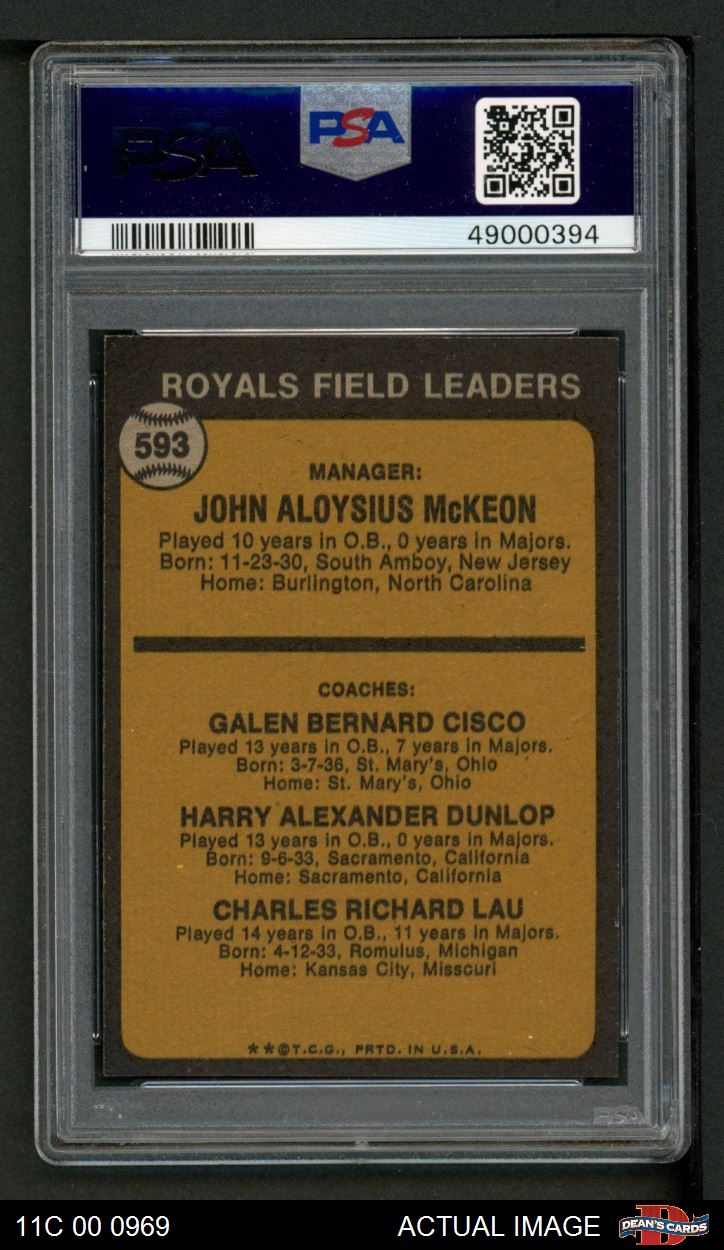 PSA
PSA
49000394
ROYALS FIELD LEADERS
593
MANAGER:
JOHN ALOYSIUS McKEON
Played 10 years in O.B., 0 years in Majors.
Born: 11-23-30, South Amboy, New Jersey
Home: Burlington, North Carolina
COACHES:
GALEN BERNARD CISCO
Played 13 years in O.B., 7 years in Majors.
Born: 3-7-36, St. Mary's, Ohio
Home: St. Mary's, Ohio
HARRY ALEXANDER DUNLOP
Played 13 years in O.B., 0 years in Majors.
Born: 9-6-33, Sacramento, California
Home: Sacramento, California
CHARLES RICHARD LAU
Played 14 years in O.B., 11 years in Majors.
Born: 4-12-33, Romulus, Michigan
Home: Kansas City, Missouri
**©T.C.G., PRTD. IN U.S.A.
PSA
11C 00 0969 ACTUAL IMAGE DEAN'S CARDS